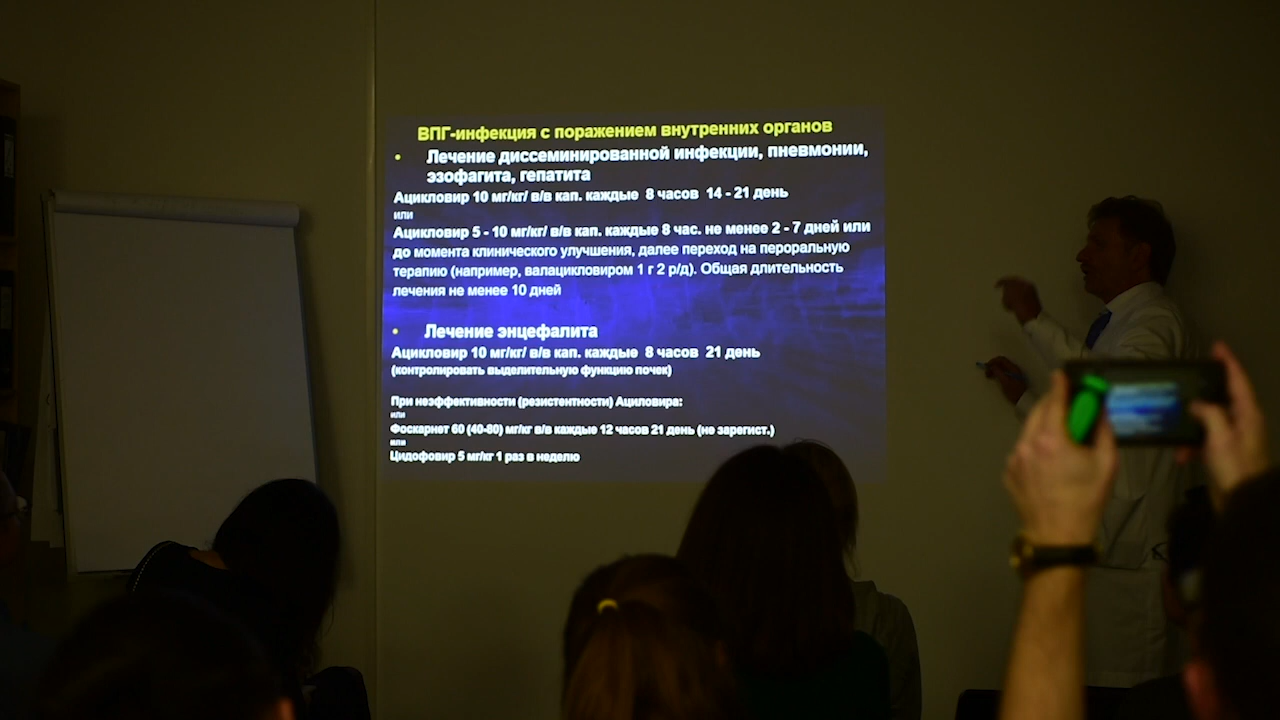 ВПГ-инфекция с поражением внутренних органов
• Лечение диссеминированной инфекции, пневмонии,
эзофагита, гепатита
Ацикловир 10 мг/кг/ в/в кап. каждые 8 часов 14 - 21 день
или
Ацикловир 5 - 10 мг/кг/ в/в кап. каждые 8 час. не менее 2 - 7 дней или
до момента клинического улучшения, далее переход на пероральную
терапию (например, валацикловиром 1 г 2 р/д). Общая длительность
лечения не менее 10 дней
• Лечение энцефалита
Ацикловир 10 мг/кг/ в/в кап. каждые 8 часов 21 день
(контролировать выделительную функцию почек)
При неэффективности (резистентности) Ациловира:
или
Фоскарнет 60 (40-80) мг/кг в/в каждые 12 часов 21 день (не зарегист.)
или
Цидофовир 5 мг/кг 1 раз в неделю